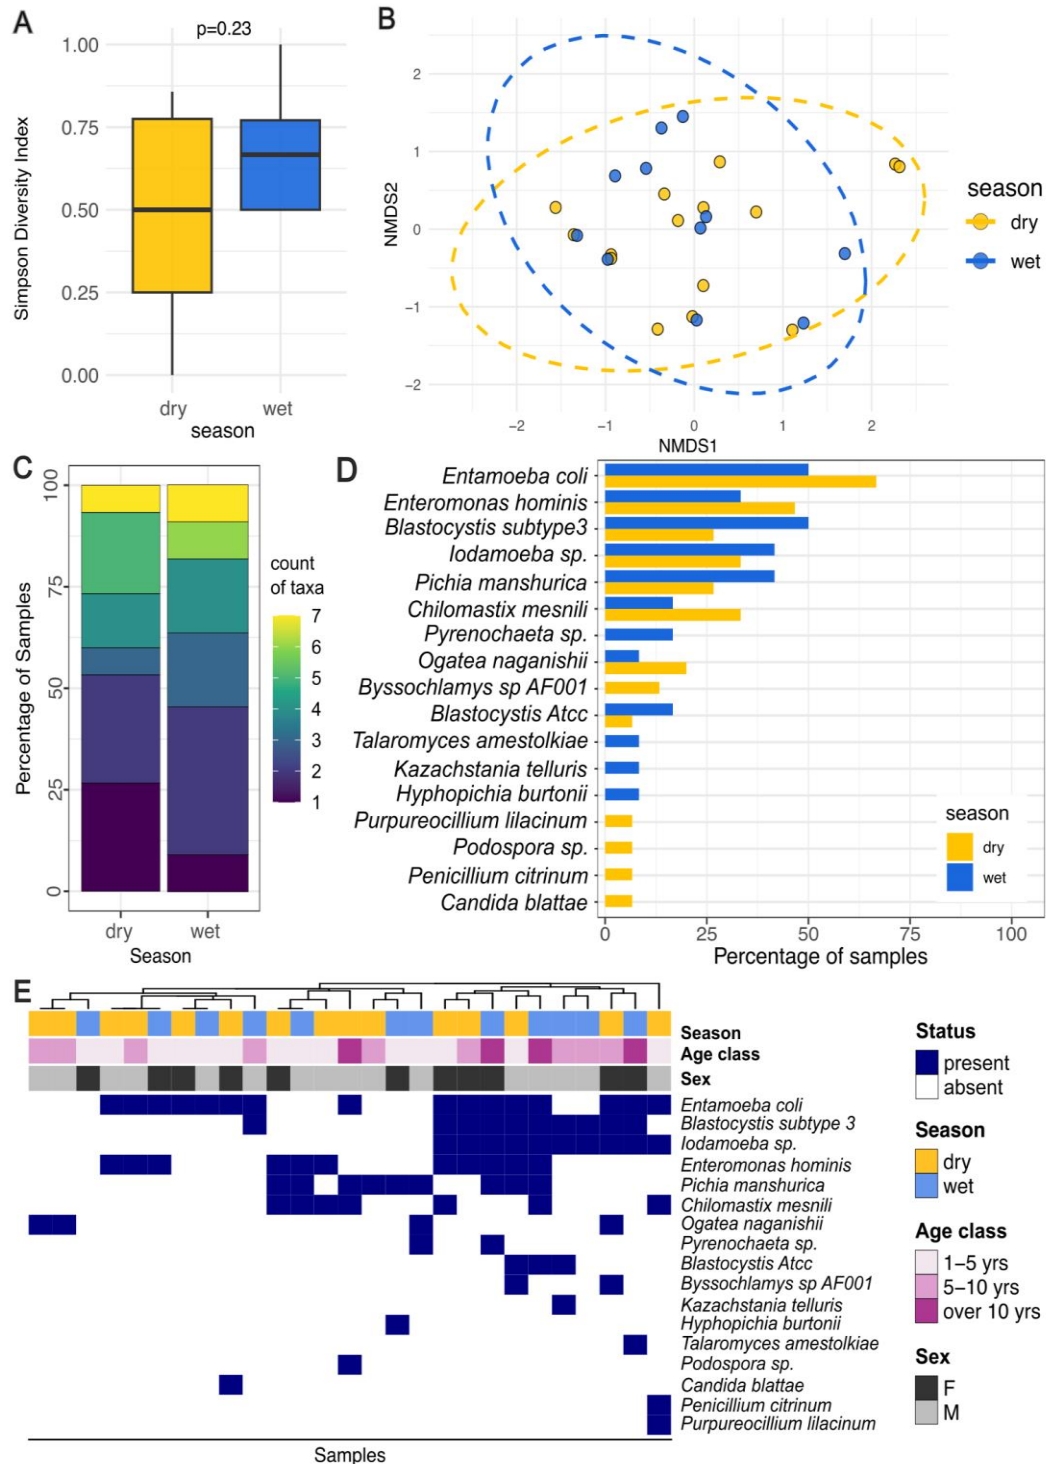 A
p=0.23
1.00
0.75
0.50
0.25
0.00
Simpson Diversity Index
dry
wet
season
B
2
1
0
−1
−2
NMDS2
−2
−1
0
1
2
NMDS1
season
dry
wet
C
100
75
50
25
0
Percentage of Samples
dry
wet
Season
count
of taxa
7
6
5
4
3
2
1
D
Entamoeba coli
Enteromonas hominis
Blastocystis subtype3
Iodamoeba sp.
Pichia manshurica
Chilomastix mesnili
Pyrenochaeta sp.
Ogatea naganishii
Byssochlamys sp AF001
Blastocystis Atcc
Talaromyces amestolkiae
Kazachstania telluris
Hyphopichia burtonii
Purpureocillium lilacinum
Podospora sp.
Penicillium citrinum
Candida blattae
0
25
50
75
100
Percentage of samples
season
dry
wet
E
Season
Age class
Sex
Entamoeba coli
Blastocystis subtype 3
Iodamoeba sp.
Enteromonas hominis
Pichia manshurica
Chilomastix mesnili
Ogatea naganishii
Pyrenochaeta sp.
Blastocystis Atcc
Byssochlamys sp AF001
Kazachstania telluris
Hyphopichia burtonii
Talaromyces amestolkiae
Podospora sp.
Candida blattae
Penicillium citrinum
Purpureocillium lilacinum
Samples
Status
present
absent
Season
dry
wet
Age class
1−5 yrs
5−10 yrs
over 10 yrs
Sex
F
M